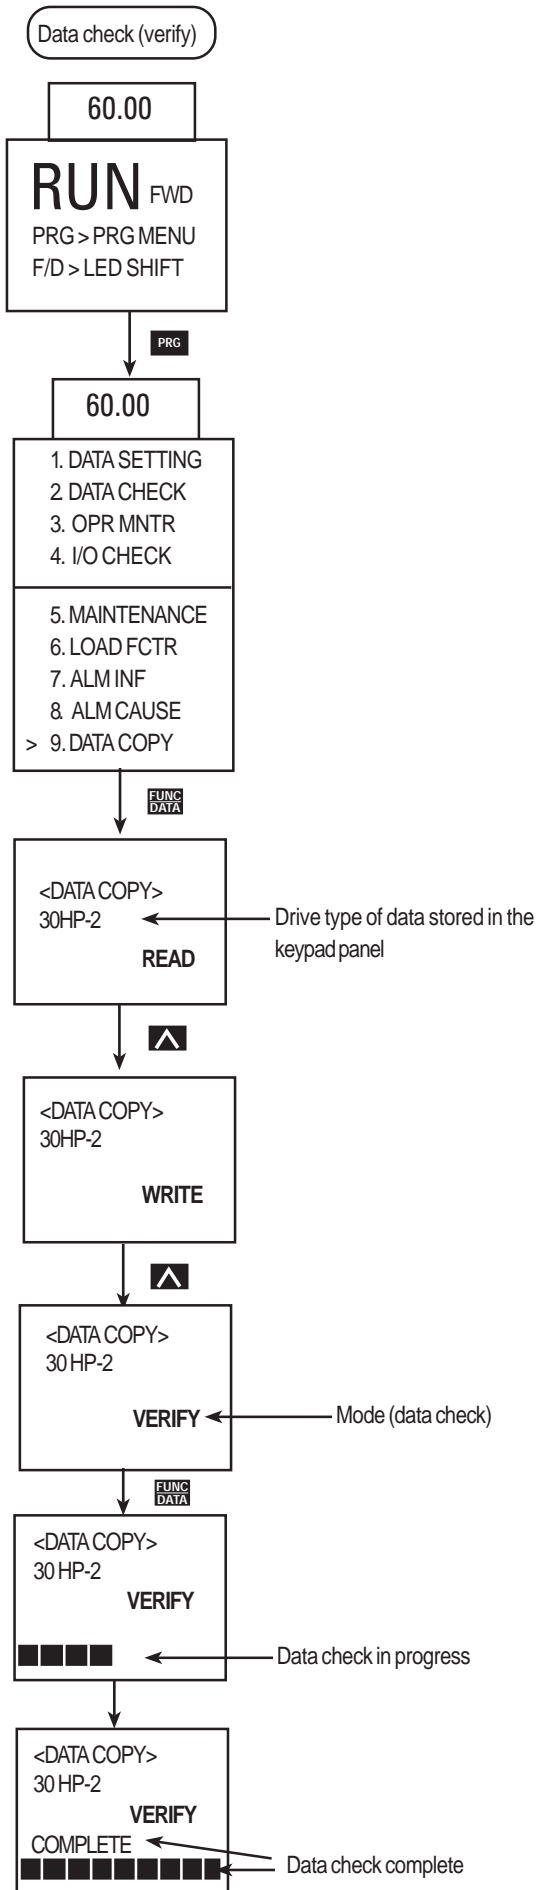 Data check (verify)
60.00
RUN FWD
PRG > PRG MENU
F/D > LED SHIFT
PRG
60.00
1. DATA SETTING
2. DATA CHECK
3. OPR MNTR
4. I/O CHECK
5. MAINTENANCE
6. LOAD FCTR
7. ALM INF
8. ALM CAUSE
> 9. DATA COPY
FUNC
DATA
<DATA COPY>
30HP-2
READ
Drive type of data stored in the
keypad panel
<DATA COPY>
30HP-2
WRITE
<DATA COPY>
30 HP-2
VERIFY
Mode (data check)
FUNC
DATA
<DATA COPY>
30 HP-2
VERIFY
Data check in progress
<DATA COPY>
30 HP-2
VERIFY
COMPLETE
Data check complete